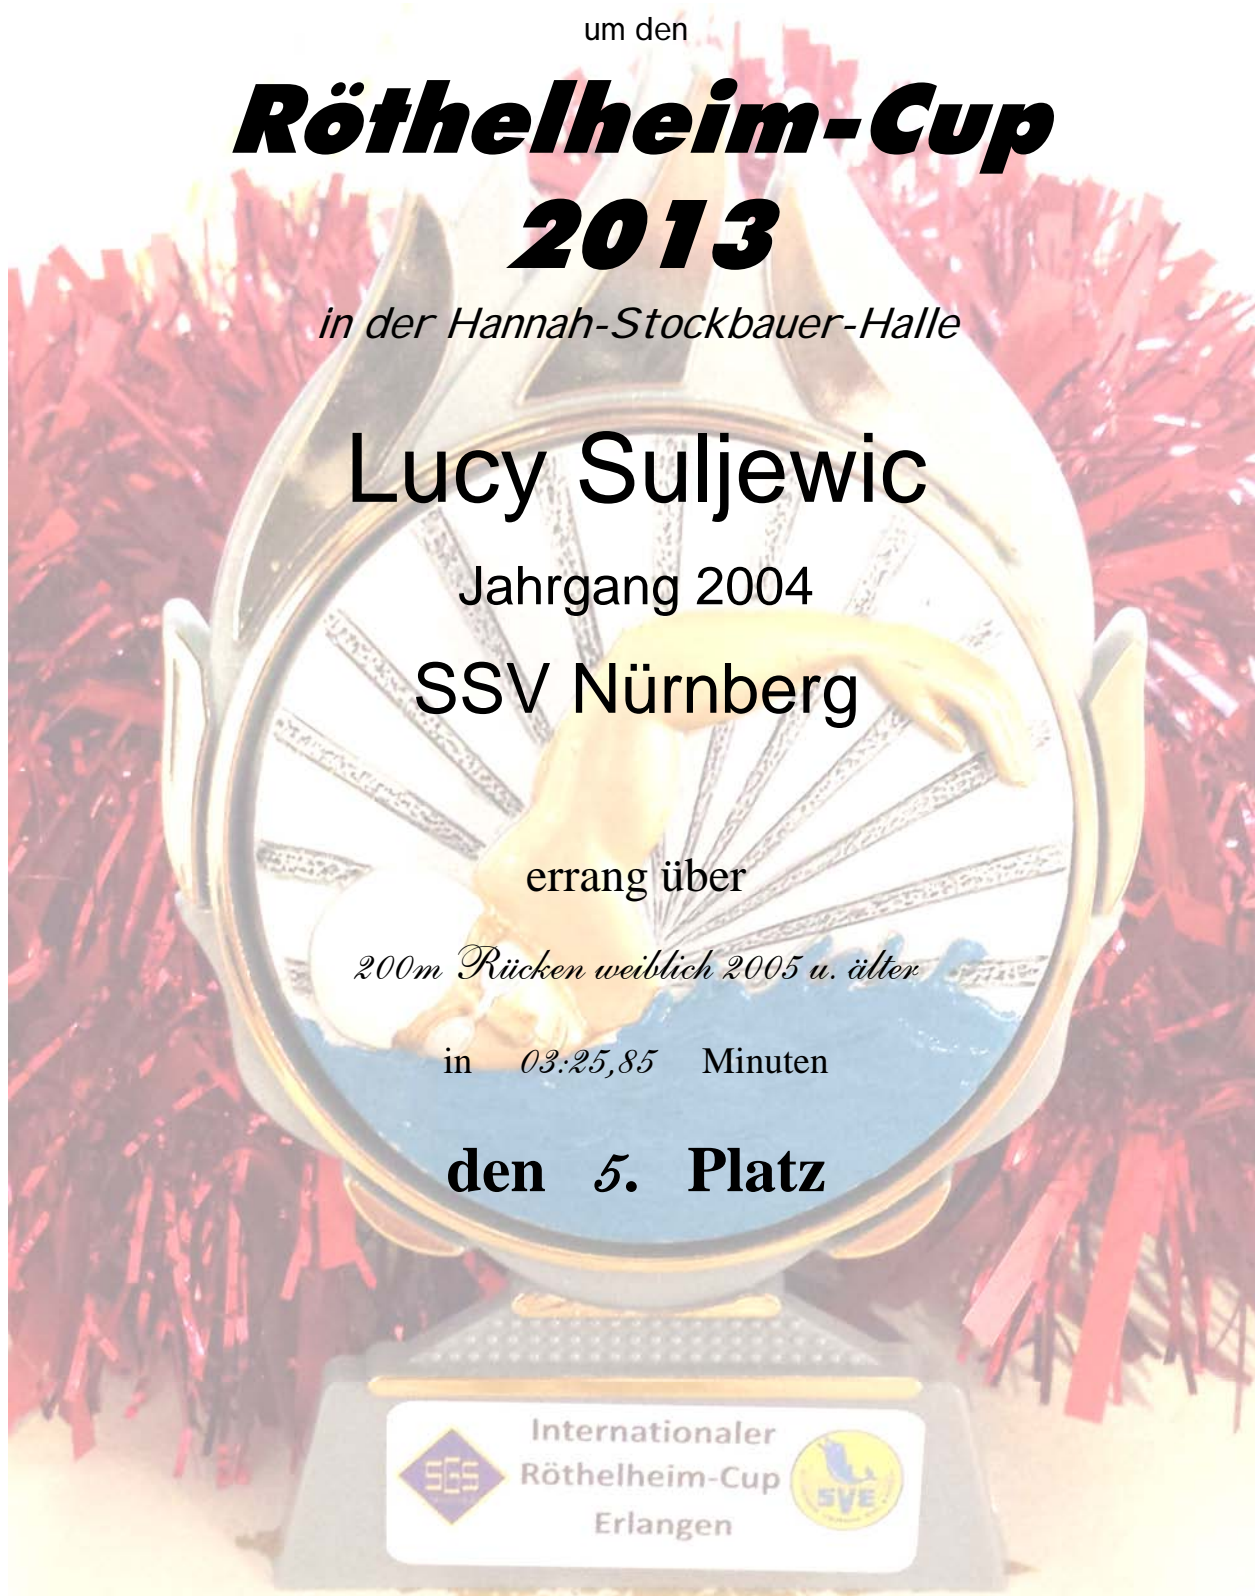 um den
Röthelheim-Cup
2013
in der Hannah-Stockbauer-Halle
Lucy Suljewic
Jahrgang 2004
SSV Nürnberg
errang über
200m Rücken weiblich 2005 u. älter
in 03:25,85 Minuten
den 5. Platz
Internationaler
Röthelheim-Cup
Erlangen
SGS
SVE